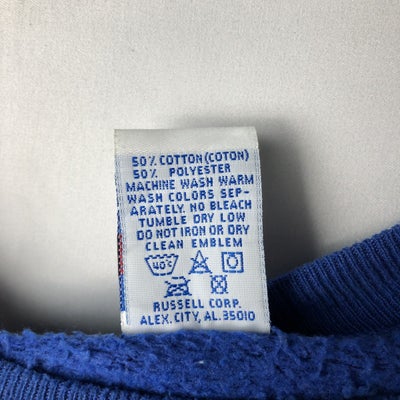 50% COTTON (COTON)
50% POLYESTER
MACHINE WASH WARM
WASH COLORS SEP-
ARATELY. NO BLEACH
TUMBLE DRY LOW
DO NOT IRON OR DRY
CLEAN EMBLEM
40°C
RUSSELL CORP.
ALEX. CITY, AL. 35010